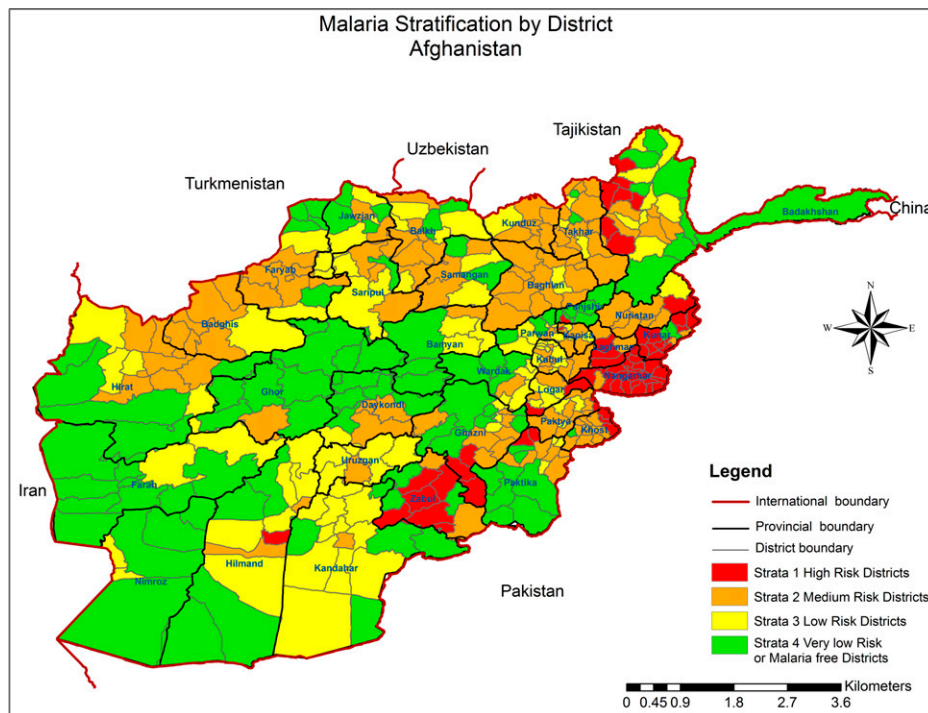 Malaria Stratification by District
Afghanistan
Tajikistan
Uzbekistan
Turkmenistan
China
Badakhshan
Jawzjan
Balkh
Kunduz
Takhar
Faryab
Samangan
Saripul
Baghlan
Badghis
Panjshir
Nuristan
Parwan
Kapisa
Kunar
Laghman
Bamyan
Kabul
Hirat
Wardak
Nangarhar
Ghor
Logar
Daykondi
Paktya
Ghazni
Khost
Uruzgan
Farah
Iran
Zabul
Paktika
Hilmand
Kandahar
Nimroz
Pakistan
N
W
E
S
Legend
International boundary
Provincial boundary
District boundary
Strata 1 High Risk Districts
Strata 2 Medium Risk Districts
Strata 3 Low Risk Districts
Strata 4 Very low Risk
or Malaria free Districts
Kilometers
0 0.45 0.9 1.8 2.7 3.6